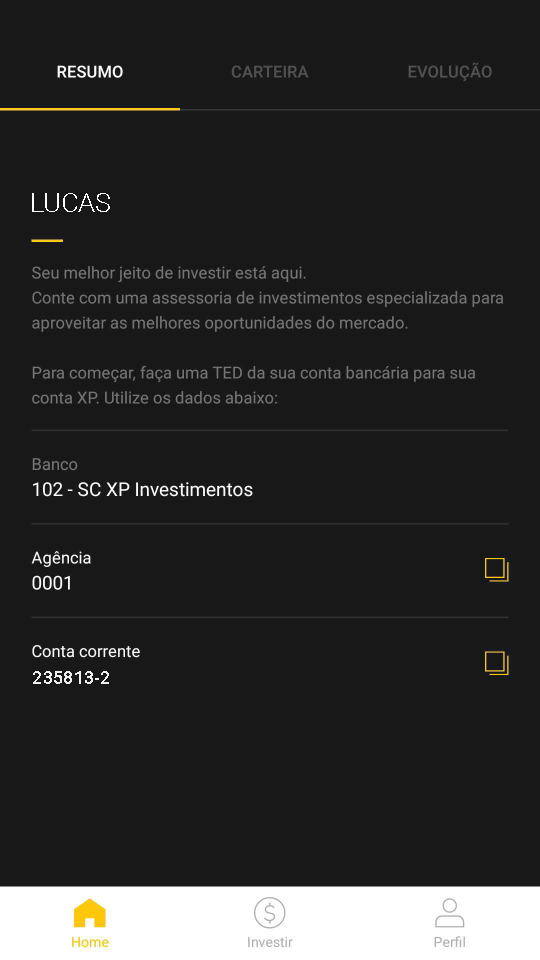 RESUMO CARTEIRA EVOLUÇÃO
LUCAS
Seu melhor jeito de investir está aqui.
Conte com uma assessoria de investimentos especializada para
aproveitar as melhores oportunidades do mercado.
Para começar, faça uma TED da sua conta bancária para sua
conta XP. Utilize os dados abaixo:
Banco
102 - SC XP Investimentos
Agência
0001
Conta corrente
235813-2
Home Investir Perfil